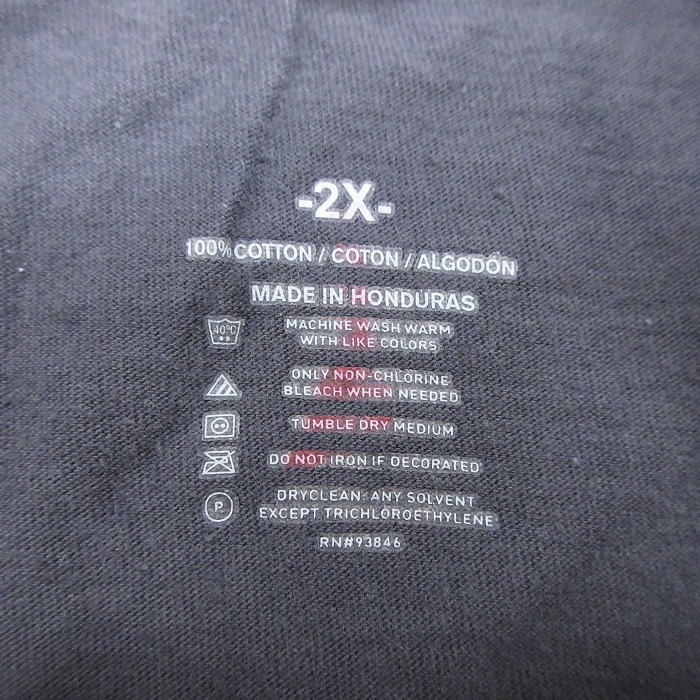 -2X-
100% COTTON / COTON / ALGODÓN
MADE IN HONDURAS
40°C
MACHINE WASH WARM
WITH LIKE COLORS
ONLY NON-CHLORINE
BLEACH WHEN NEEDED
TUMBLE DRY MEDIUM
DO NOT IRON IF DECORATED
P
DRYCLEAN: ANY SOLVENT
EXCEPT TRICHLOROETHYLENE
RN#93846